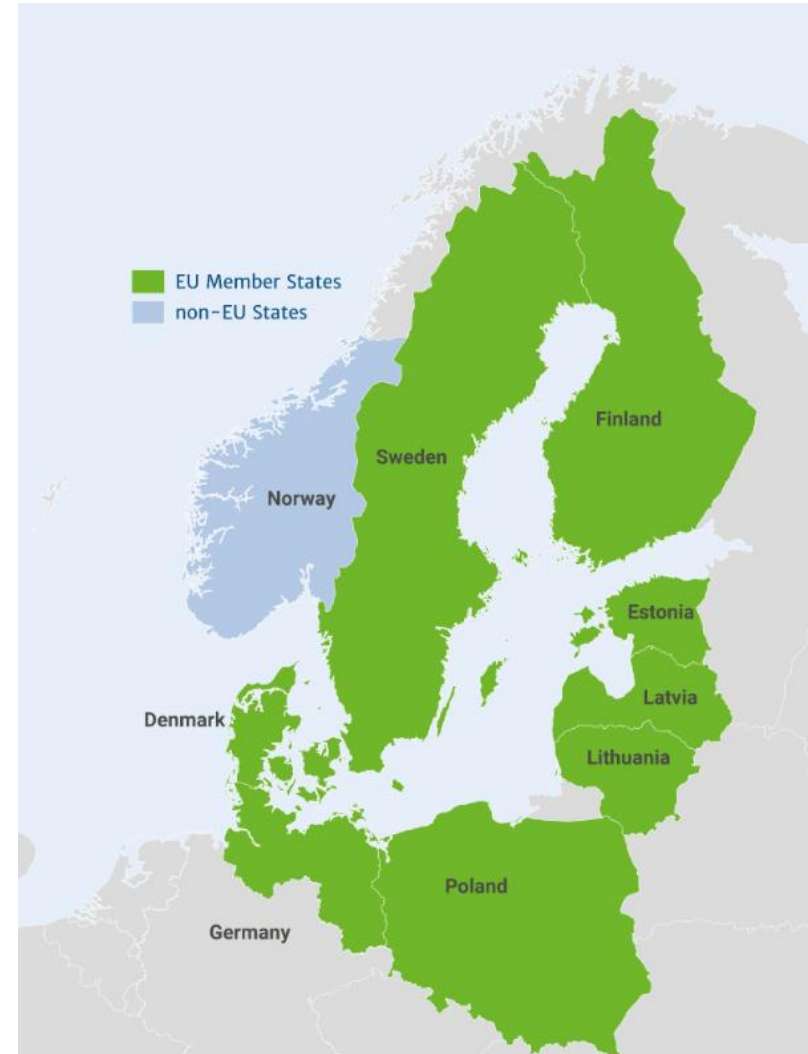 EU Member States
non-EU States
Finland
Sweden
Norway
Estonia
Latvia
Denmark
Lithuania
Poland
Germany